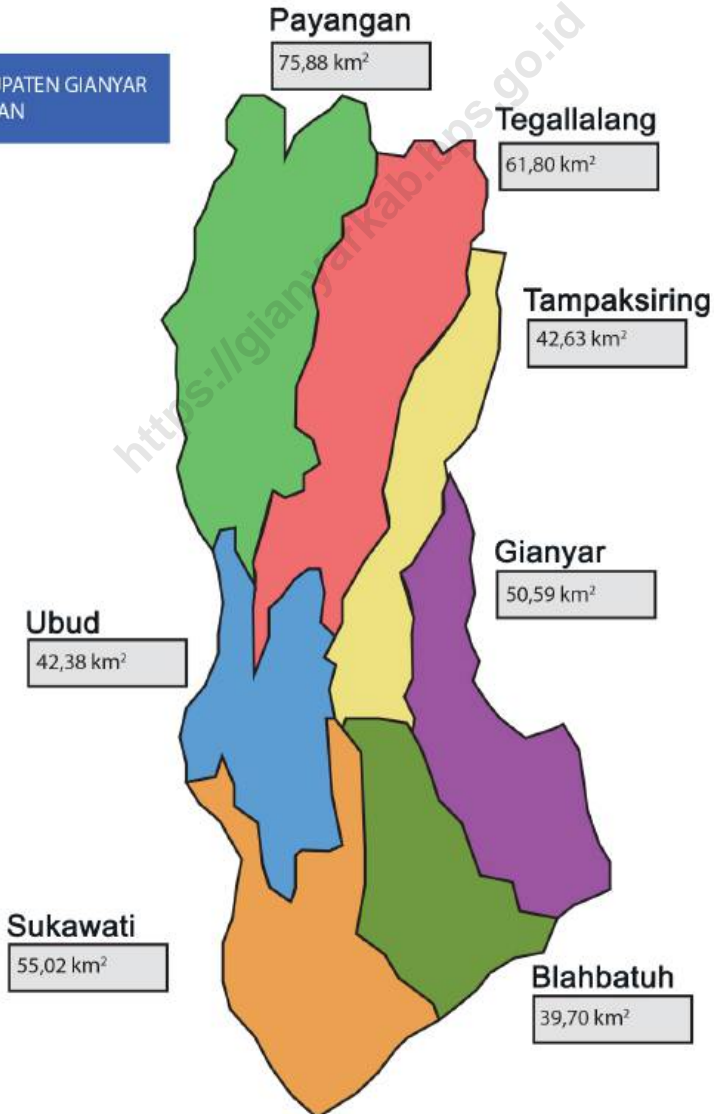 Payangan
75,88 km²
UPATEN GIANYAR
AN
Tegallalang
61,80 km²
Tampaksiring
42,63 km²
Gianyar
50,59 km²
Ubud
42,38 km²
Sukawati
55,02 km²
Blahbatuh
39,70 km²
https://gianyarkab.bps.go.id